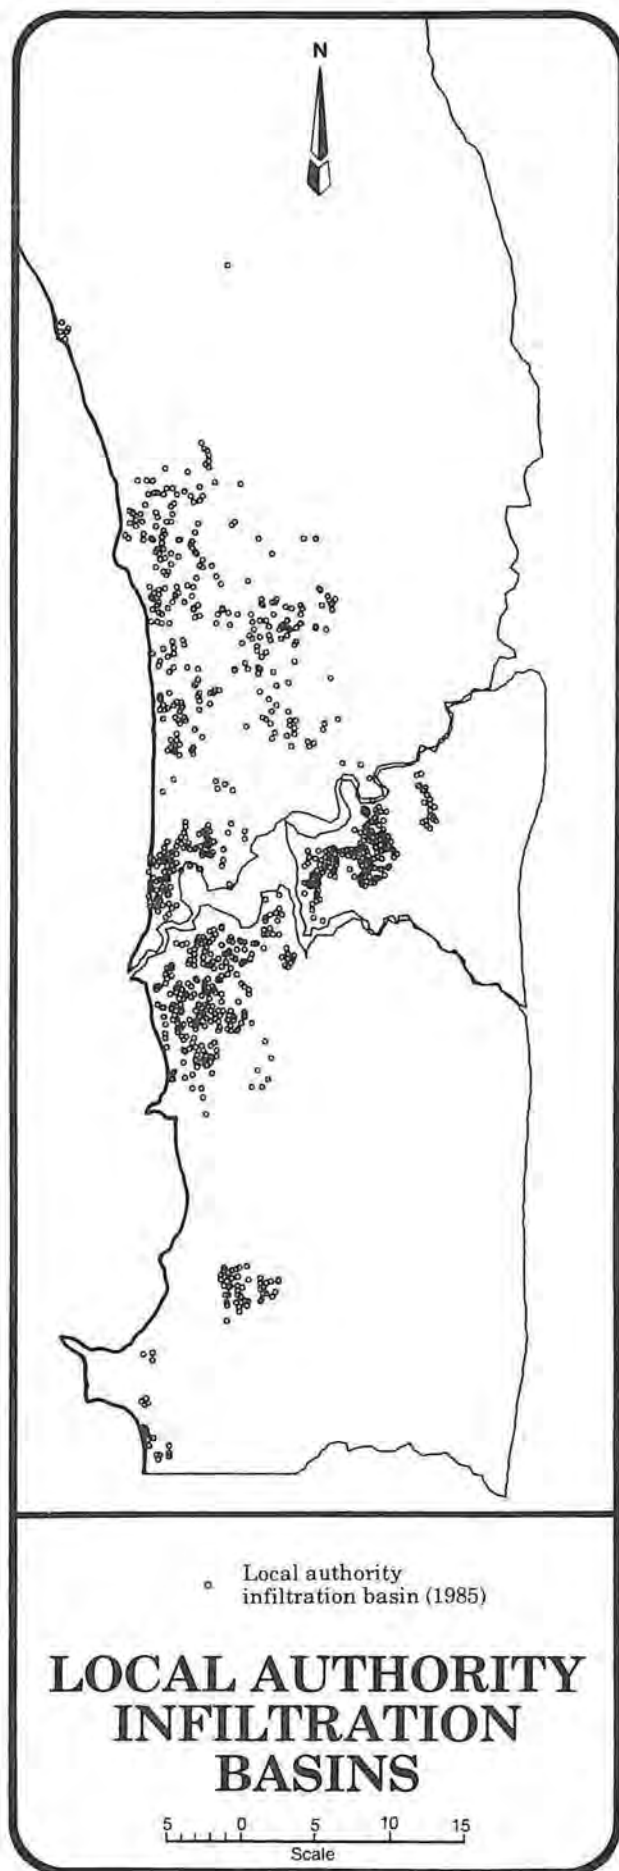 N
Local authority
infiltration basin (1985)
LOCAL AUTHORITY
INFILTRATION
BASINS
5 0 5 10 15
Scale